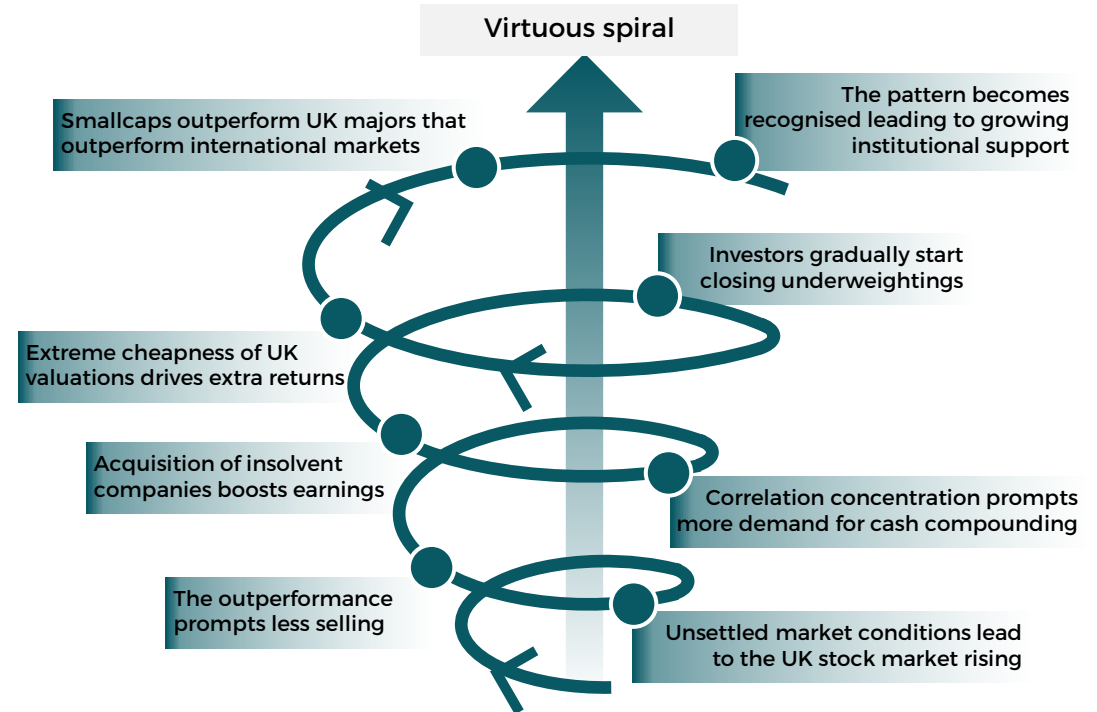 Virtuous spiral
Smallcaps outperform UK majors that
outperform international markets
The pattern becomes
recognised leading to growing
institutional support
Investors gradually start
closing underweightings
Extreme cheapness of UK
valuations drives extra returns
Acquisition of insolvent
companies boosts earnings
Correlation concentration prompts
more demand for cash compounding
The outperformance
prompts less selling
Unsettled market conditions lead
to the UK stock market rising